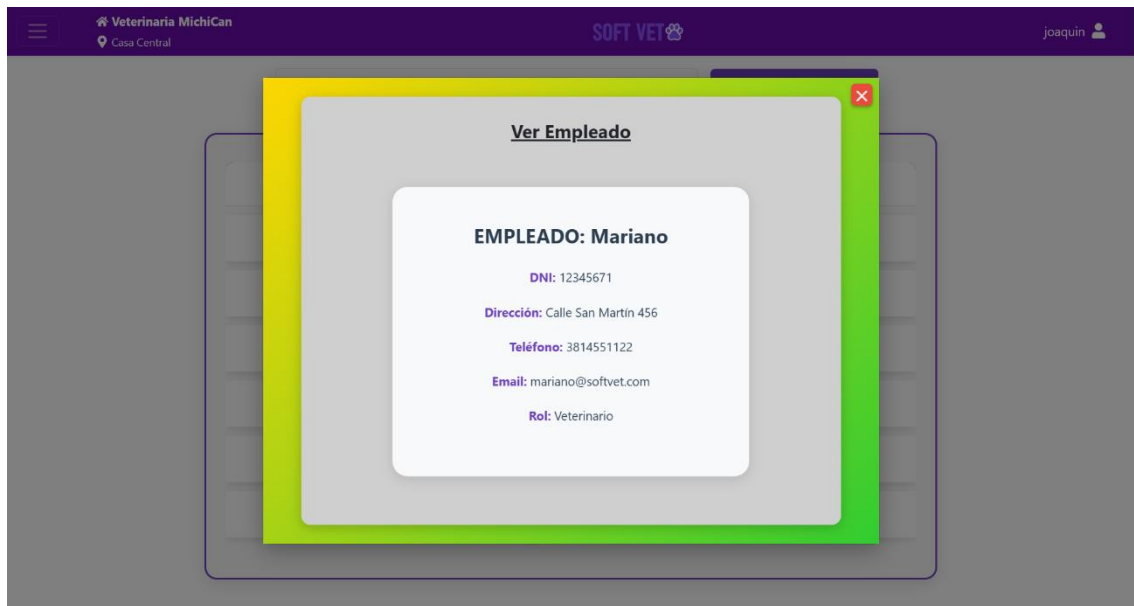 Veterinaria MichiCan
Casa Central
SOFT VET
joaquin
Ver Empleado
EMPLEADO: Mariano
DNI: 12345671
Dirección: Calle San Martín 456
Teléfono: 3814551122
Email: mariano@softvet.com
Rol: Veterinario